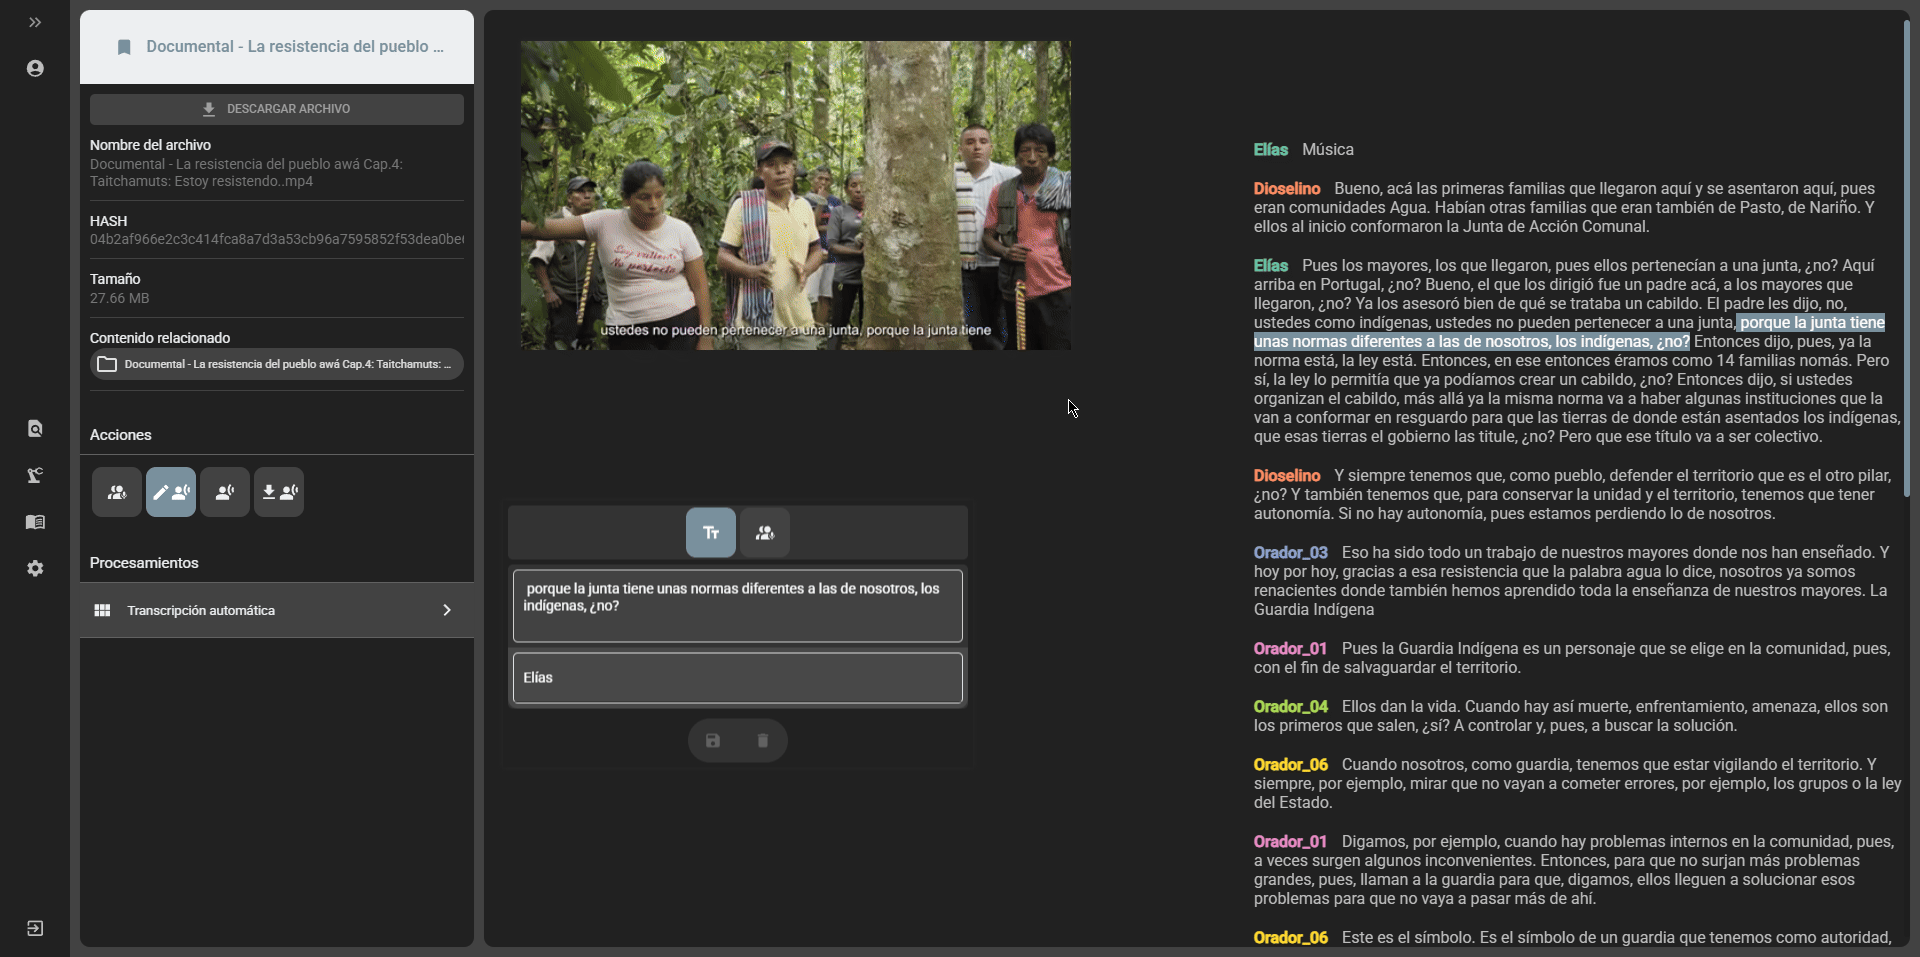 Documental - La resistencia del pueblo ...
DESCARGAR ARCHIVO
Nombre del archivo
Documental - La resistencia del pueblo awá Cap.4:
Taitchamuts: Estoy resistendo..mp4
HASH
04b2af966e2c3c414fca8a7d3a53cb96a7595852f53dea0be
Tamaño
27.66 MB
Contenido relacionado
Documental - La resistencia del pueblo awá Cap.4: Taitchamuts: ...
Acciones
Procesamientos
Transcripción automática
Soy valiente
No perfecta
ustedes no pueden pertenecer a una junta, porque la junta tiene
Tт
porque la junta tiene unas normas diferentes a las de nosotros, los
indígenas, ¿no?
Elías
Elías Música
Dioselino Bueno, acá las primeras familias que llegaron aquí y se asentaron aquí, pues
eran comunidades Agua. Habían otras familias que eran también de Pasto, de Nariño. Y
ellos al inicio conformaron la Junta de Acción Comunal.
Elías Pues los mayores, los que llegaron, pues ellos pertenecían a una junta, ¿no? Aquí
arriba en Portugal, ¿no? Bueno, el que los dirigió fue un padre acá, a los mayores que
llegaron, ¿no? Ya los asesoró bien de qué se trataba un cabildo. El padre les dijo, no,
ustedes como indígenas, ustedes no pueden pertenecer a una junta, porque la junta tiene
unas normas diferentes a las de nosotros, los indígenas, ¿no? Entonces dijo, pues, ya la
norma está, la ley está. Entonces, en ese entonces éramos como 14 familias nomás. Pero
sí, la ley lo permitía que ya podíamos crear un cabildo, ¿no? Entonces dijo, si ustedes
organizan el cabildo, más allá ya la misma norma va a haber algunas instituciones que la
van a conformar en resguardo para que las tierras de donde están asentados los indígenas,
que esas tierras el gobierno las titule, ¿no? Pero que ese título va a ser colectivo.
Dioselino Y siempre tenemos que, como pueblo, defender el territorio que es el otro pilar,
¿no? Y también tenemos que, para conservar la unidad y el territorio, tenemos que tener
autonomía. Si no hay autonomía, pues estamos perdiendo lo de nosotros.
Orador_03 Eso ha sido todo un trabajo de nuestros mayores donde nos han enseñado. Y
hoy por hoy, gracias a esa resistencia que la palabra agua lo dice, nosotros ya somos
renacientes donde también hemos aprendido toda la enseñanza de nuestros mayores. La
Guardia Indígena
Orador_01 Pues la Guardia Indígena es un personaje que se elige en la comunidad, pues,
con el fin de salvaguardar el territorio.
Orador_04 Ellos dan la vida. Cuando hay así muerte, enfrentamiento, amenaza, ellos son
los primeros que salen, ¿sí? A controlar y, pues, a buscar la solución.
Orador_06 Cuando nosotros, como guardia, tenemos que estar vigilando el territorio. Y
siempre, por ejemplo, mirar que no vayan a cometer errores, por ejemplo, los grupos o la ley
del Estado.
Orador_01 Digamos, por ejemplo, cuando hay problemas internos en la comunidad, pues,
a veces surgen algunos inconvenientes. Entonces, para que no surjan más problemas
grandes, pues, llaman a la guardia para que, digamos, ellos lleguen a solucionar esos
problemas para que no vaya a pasar más de ahí.
Orador_06 Este es el símbolo. Es el símbolo de un guardia que tenemos como autoridad,